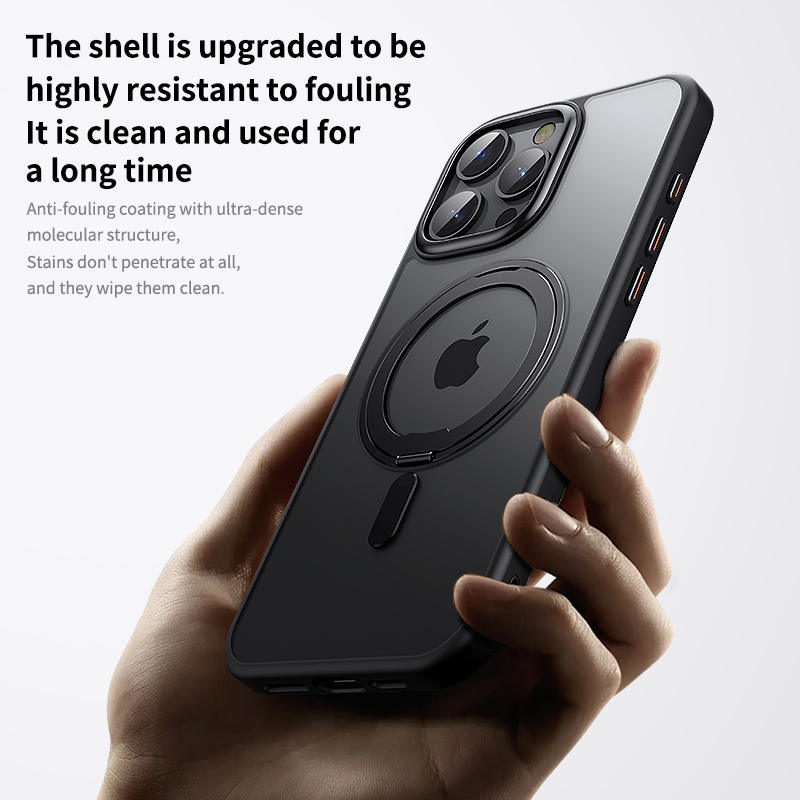 The shell is upgraded to be
highly resistant to fouling
It is clean and used for
a long time
Anti-fouling coating with ultra-dense
molecular structure,
Stains don't penetrate at all,
and they wipe them clean.